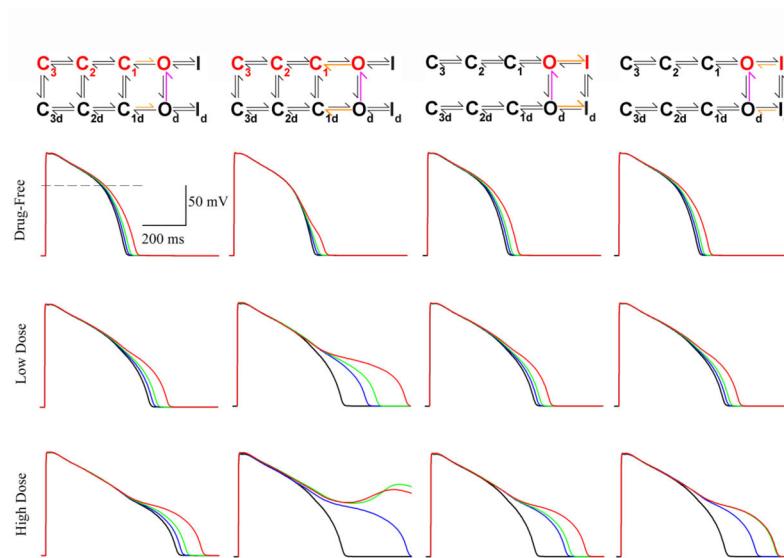 C3 C2 C1 O I
C3d C2d C1d Od Id
C3 C2 C1 O I
C3d C2d C1d Od Id
C3 C2 C1 O I
C3d C2d C1d Od Id
C3 C2 C1 O I
C3d C2d C1d Od Id
Drug-Free
50 mV
200 ms
Low Dose
High Dose